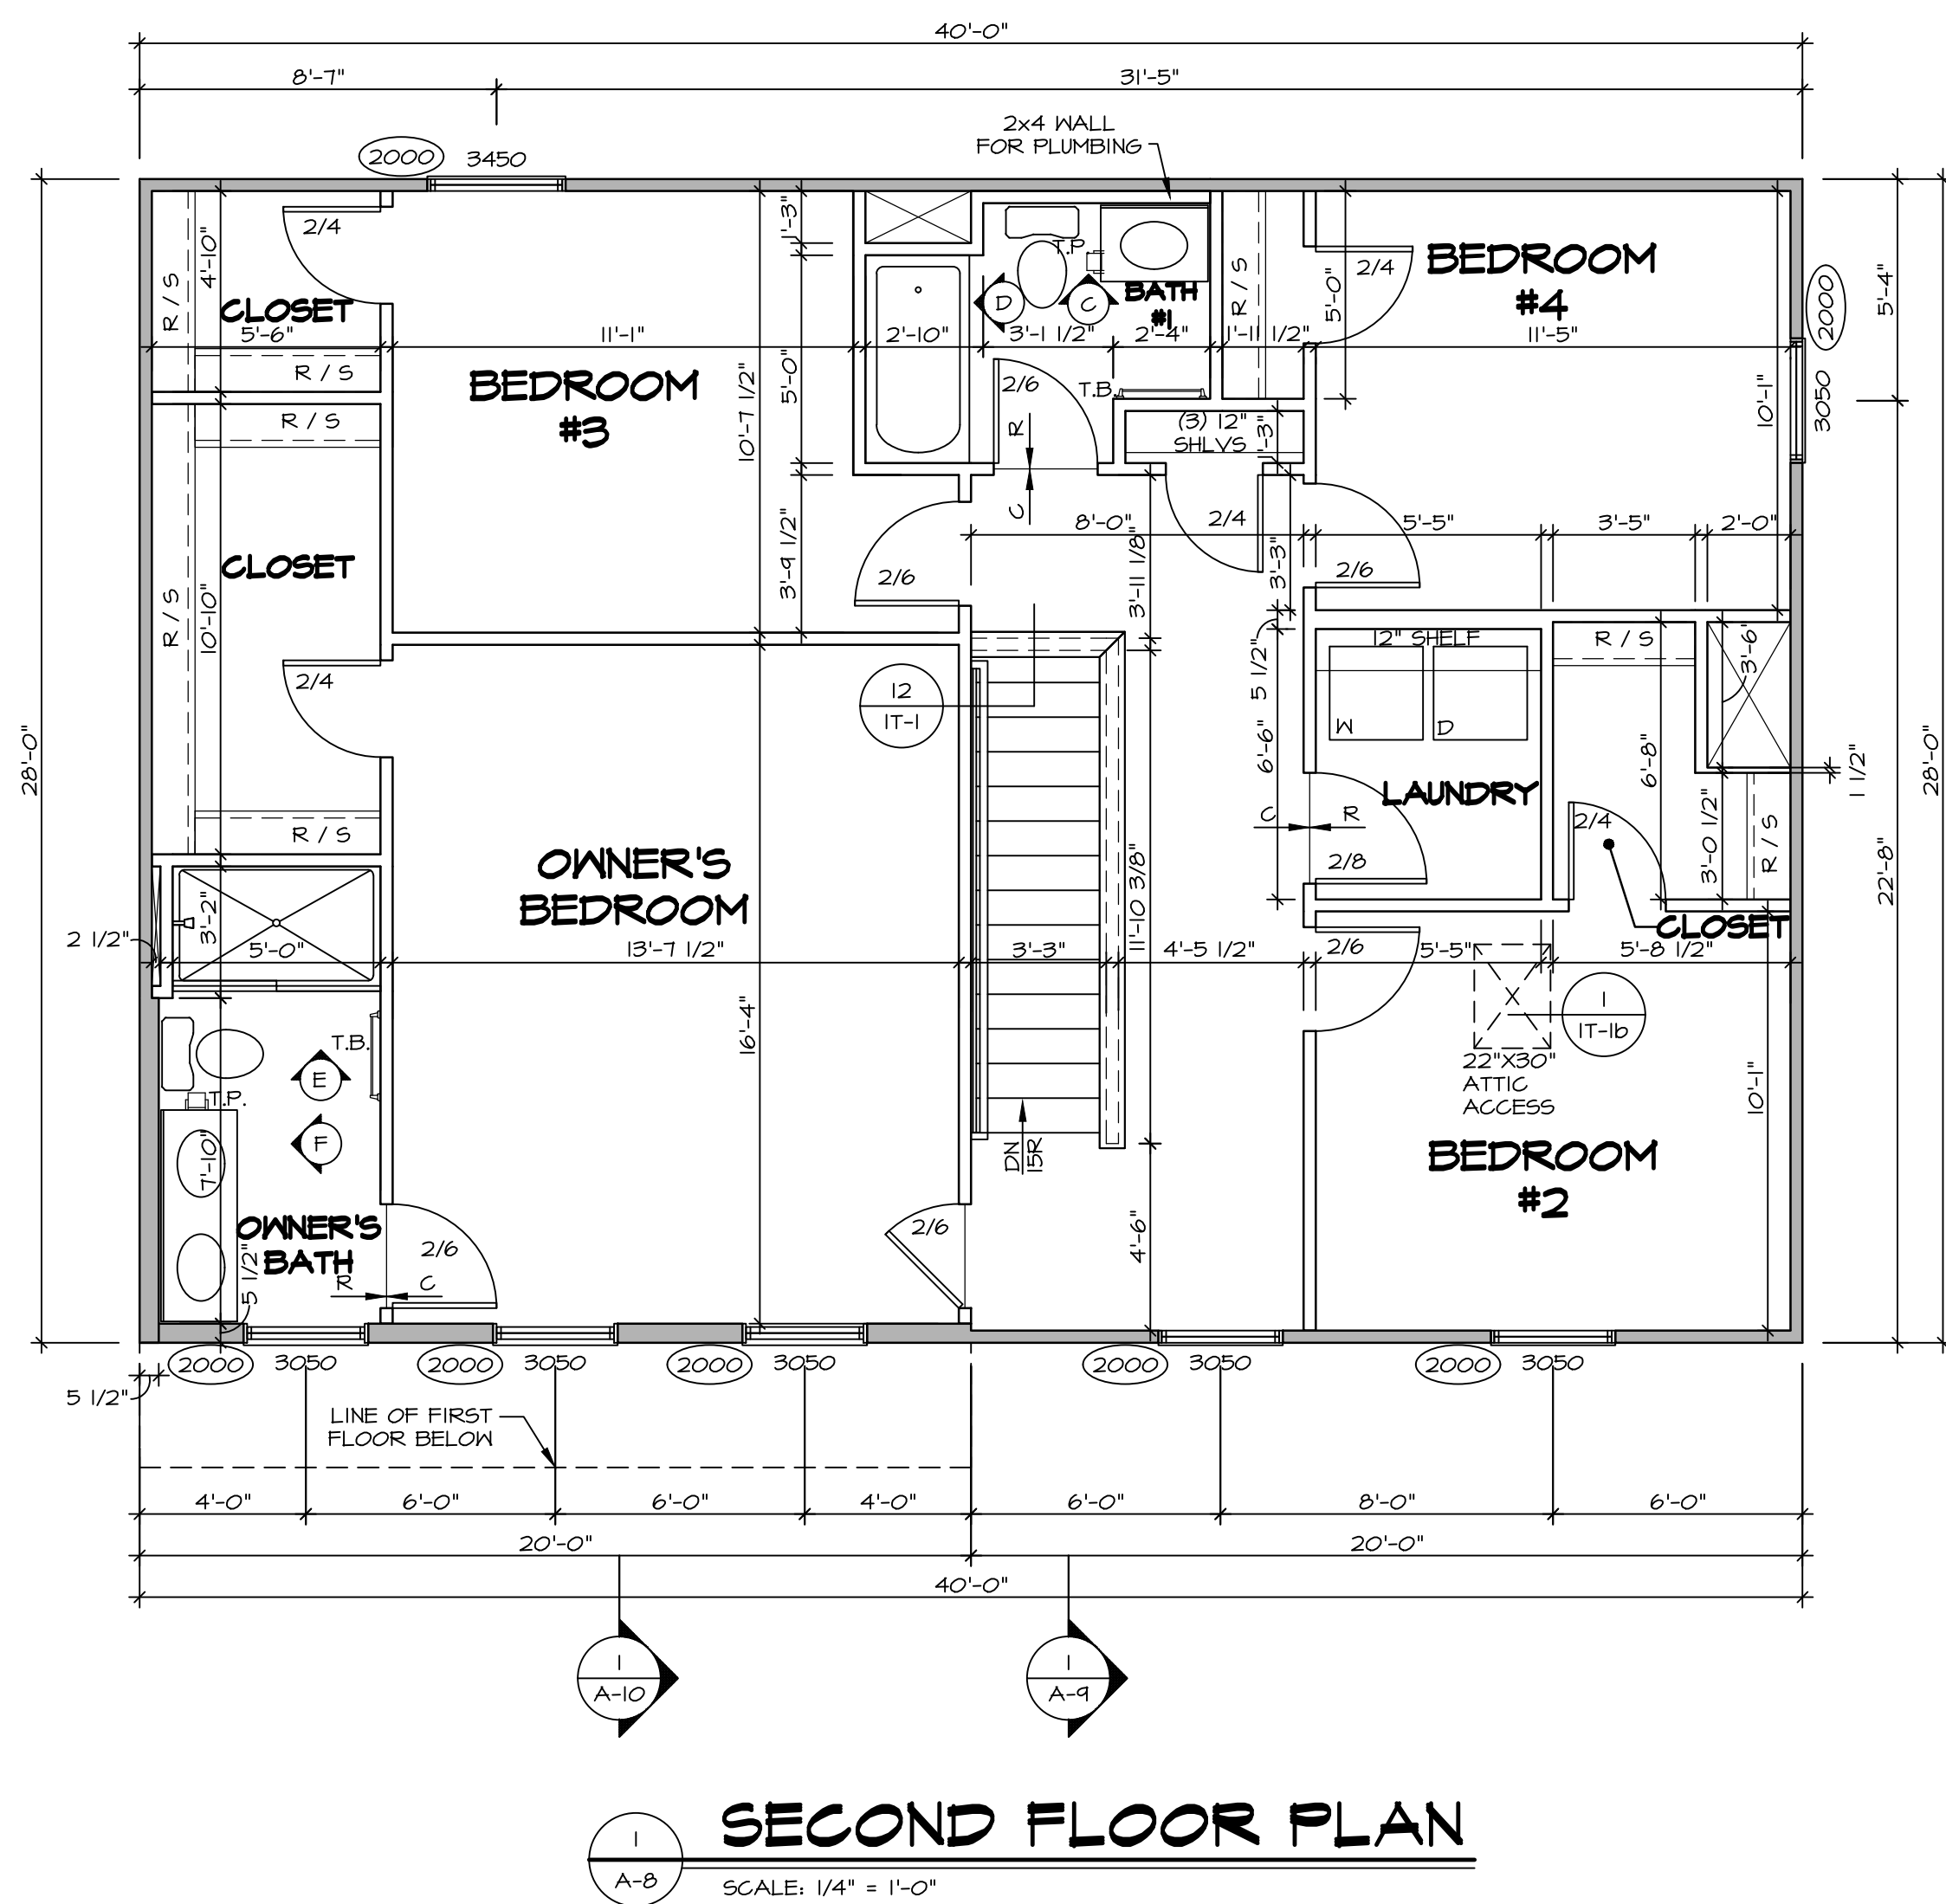 40'-0"
8'-7"
31'-5"
2x4 WALL
FOR PLUMBING
2000
3450
28'-0"
R / S
4'-10"
2/4
CLOSET
5'-6"
R / S
11'-1"
BEDROOM
#3
10'-7 1/2"
1'-3"
5'-0"
3'-9 1/2"
2/6
2'-10"
D
T.P.
C
BATH
#1
3'-1 1/2"
2'-4"
2/6
T.B.
R
C
R / S
1'-11 1/2"
5'-0"
(3) 12"
SHLVS
1'-3"
2/4
BEDROOM
#4
2/4
11'-5"
10'-1"
2000
3050
5'-4"
28'-0"
22'-8"
R / S
CLOSET
R / S
10'-10"
2/4
R / S
8'-0"
2/4
3'-11 1/8"
3'-3"
2/6
5'-5"
3'-5"
2'-0"
12
1T-1
5 1/2"
6'-6"
12" SHELF
W
D
LAUNDRY
C
R
2/8
R / S
3'-6"
6'-8"
1 1/2"
3'-0 1/2"
R / S
2/4
CLOSET
OWNER'S
BEDROOM
2 1/2"
3'-2"
5'-0"
13'-7 1/2"
3'-3"
11'-10 3/8"
4'-5 1/2"
2/6
5'-5"
5'-8 1/2"
16'-4"
T.B.
E
T.P.
F
7'-10"
OWNER'S
BATH
5 1/2"
R
C
2/6
2/6
DN
15R
4'-6"
1
1T-1b
22"X30"
ATTIC
ACCESS
10'-1"
BEDROOM
#2
2000
3050
2000
3050
2000
3050
2000
3050
2000
3050
5 1/2"
LINE OF FIRST
FLOOR BELOW
4'-0"
6'-0"
6'-0"
4'-0"
6'-0"
8'-0"
6'-0"
20'-0"
20'-0"
40'-0"
1
A-10
1
A-9
1
A-8
SECOND FLOOR PLAN
SCALE: 1/4" = 1'-0"